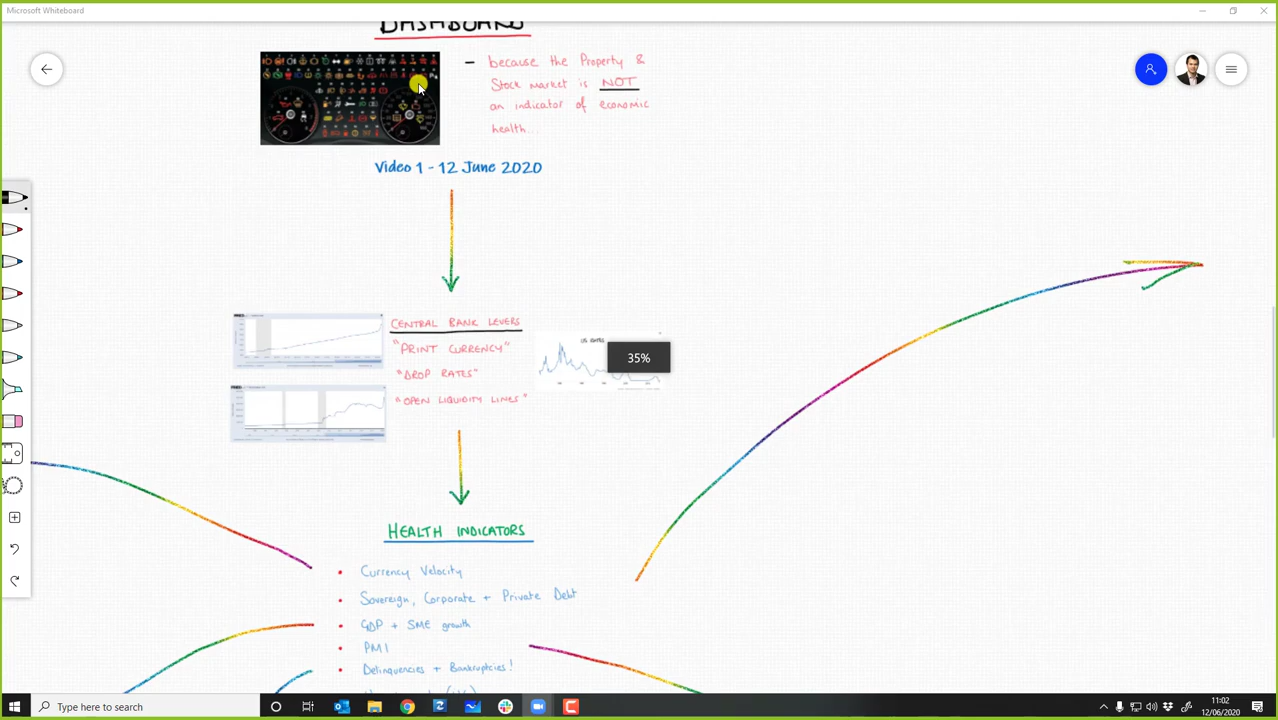 Microsoft Whiteboard
DASHBOARD
- because the Property &
Stock market is NOT
an indicator of economic
health...
Video 1 - 12 June 2020
CENTRAL BANK LEVERS
"PRINT CURRENCY"
"DROP RATES"
"OPEN LIQUIDITY LINES"
35%
HEALTH INDICATORS
• Currency Velocity
• Sovereign, Corporate + Private Debt
• GDP + SME growth
• PMI
• Delinquencies + Bankruptcies!
Type here to search
11:02
12/06/2020